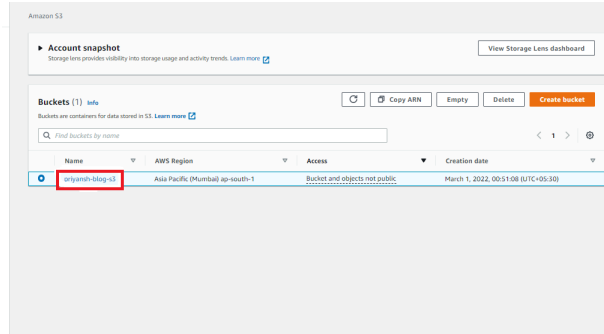 Amazon S3
Account snapshot
View Storage Lens dashboard
Storage lens provides visibility into storage usage and activity trends. Learn more
Buckets (1) Info
Copy ARN Empty Delete Create bucket
Buckets are containers for data stored in S3. Learn more
Find buckets by name
1
Name AWS Region Access Creation date
oriyansh-blog-s3 Asia Pacific (Mumbai) ap-south-1 Bucket and objects not public March 1, 2022, 00:51:08 (UTC+05:30)